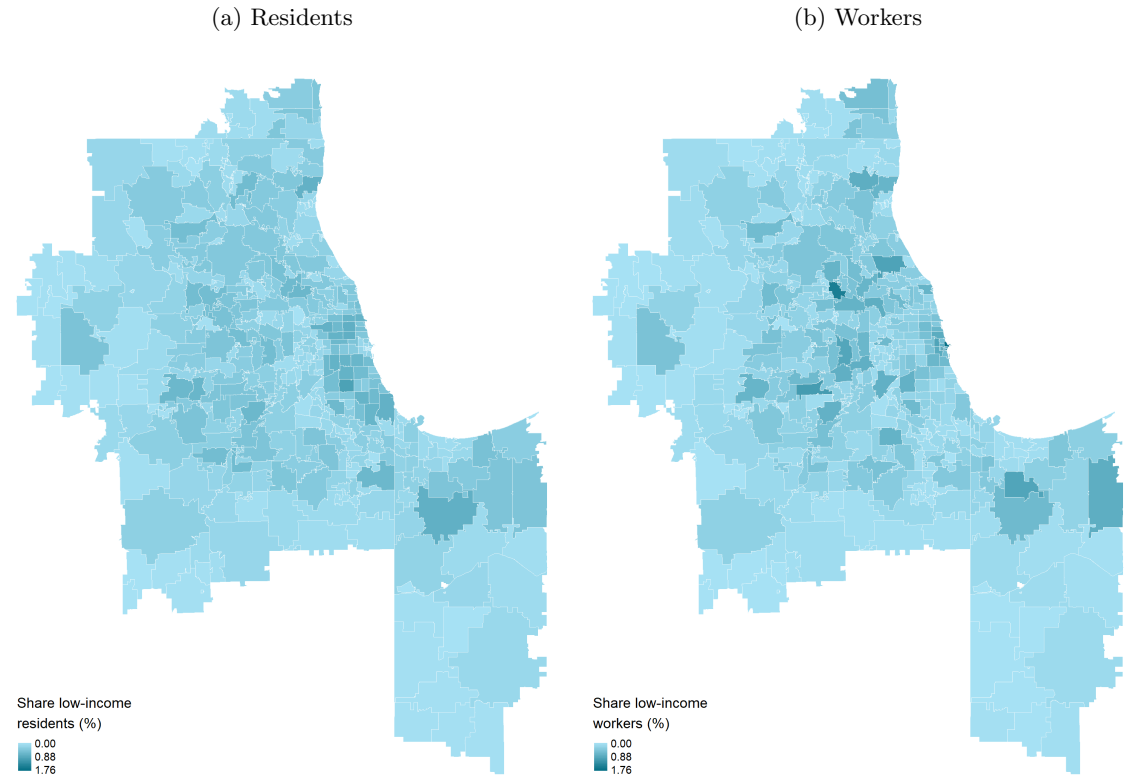 (a) Residents
(b) Workers
Share low-income
residents (%)
0.00
0.88
1.76
Share low-income
workers (%)
0.00
0.88
1.76